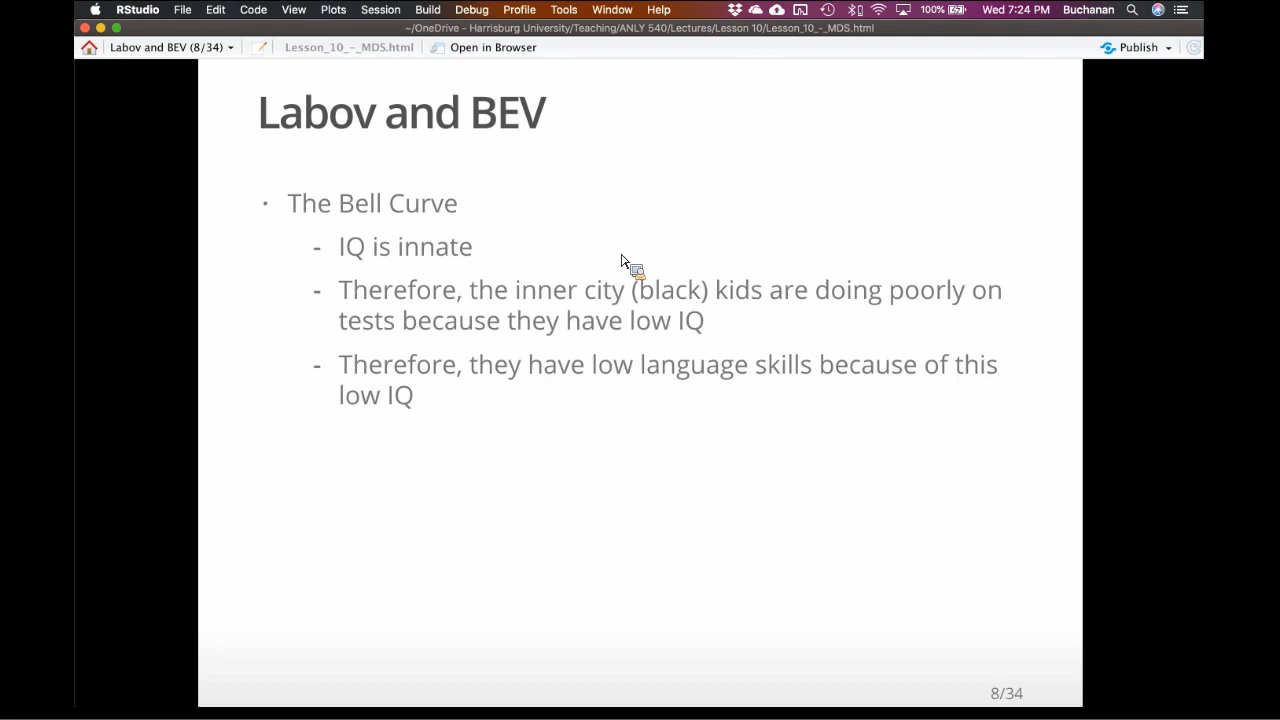 RStudio File Edit Code View Plots Session Build Debug Profile Tools Window Help 100% Wed 7:24 PM Buchanan
~/OneDrive - Harrisburg University/Teaching/ANLY 540/Lectures/Lesson 10/Lesson_10_-_MDS.html
Labov and BEV (8/34) Lesson_10_-_MDS.html Open in Browser Publish
Labov and BEV
• The Bell Curve
- IQ is innate
- Therefore, the inner city (black) kids are doing poorly on
tests because they have low IQ
- Therefore, they have low language skills because of this
low IQ
8/34